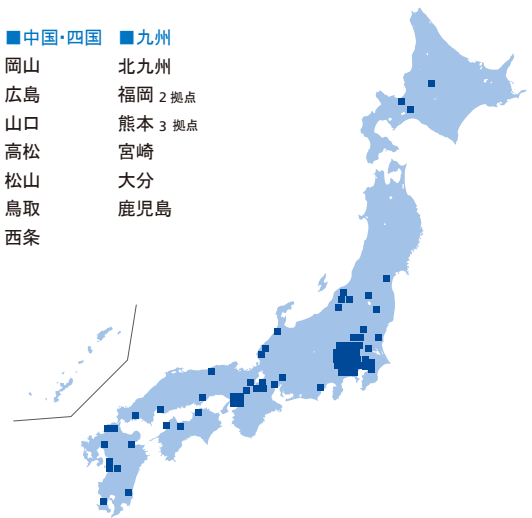 ■中国・四国
岡山
広島
山口
高松
松山
鳥取
西条
■九州
北九州
福岡 2 拠点
熊本 3 拠点
宮崎
大分
鹿児島